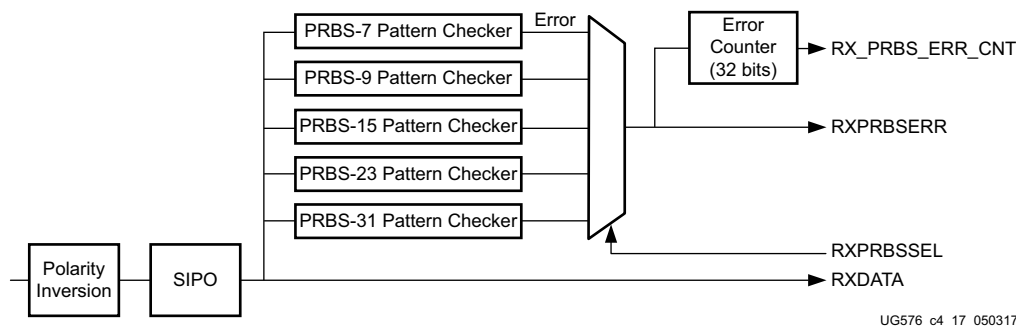 PRBS-7 Pattern Checker
Error
PRBS-9 Pattern Checker
PRBS-15 Pattern Checker
PRBS-23 Pattern Checker
PRBS-31 Pattern Checker
Error
Counter
(32 bits)
RX_PRBS_ERR_CNT
RXPRBSERR
RXPRBSSEL
RXDATA
Polarity
Inversion
SIPO
UG576_c4_17_050317